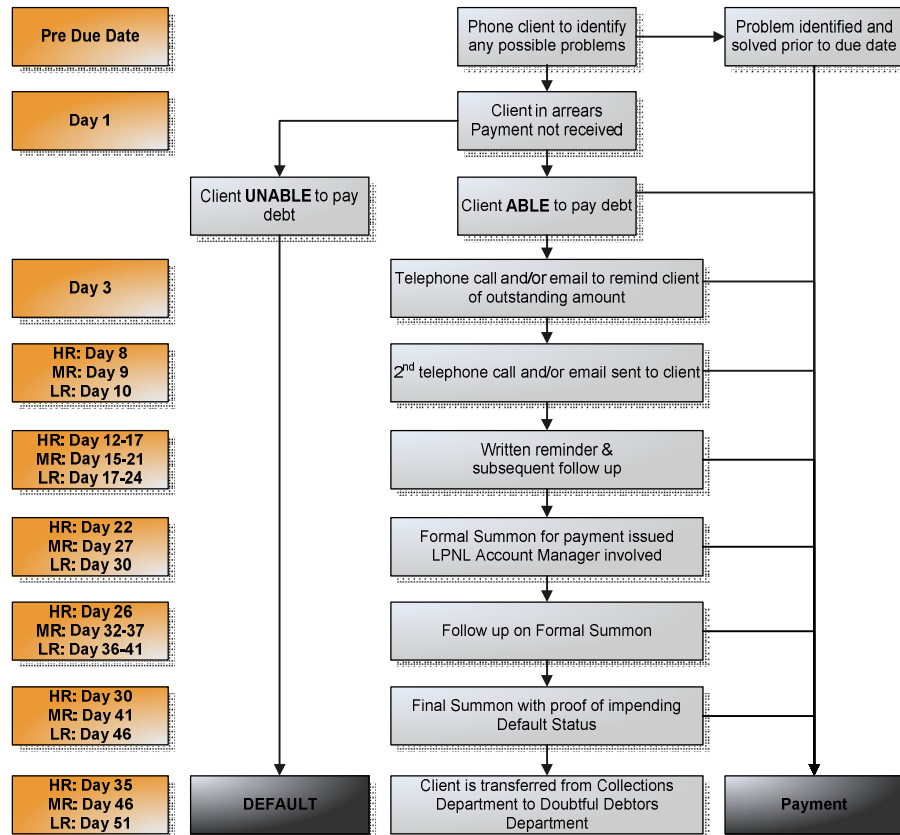 Pre Due Date
Phone client to identify
any possible problems
Problem identified and
solved prior to due date
Day 1
Client in arrears
Payment not received
Client UNABLE to pay
debt
Client ABLE to pay debt
Day 3
Telephone call and/or email to remind client
of outstanding amount
HR: Day 8
MR: Day 9
LR: Day 10
2nd telephone call and/or email sent to client
HR: Day 12-17
MR: Day 15-21
LR: Day 17-24
Written reminder &
subsequent follow up
HR: Day 22
MR: Day 27
LR: Day 30
Formal Summon for payment issued
LPNL Account Manager involved
HR: Day 26
MR: Day 32-37
LR: Day 36-41
Follow up on Formal Summon
HR: Day 30
MR: Day 41
LR: Day 46
Final Summon with proof of impending
Default Status
HR: Day 35
MR: Day 46
LR: Day 51
DEFAULT
Client is transferred from Collections
Department to Doubtful Debtors
Department
Payment